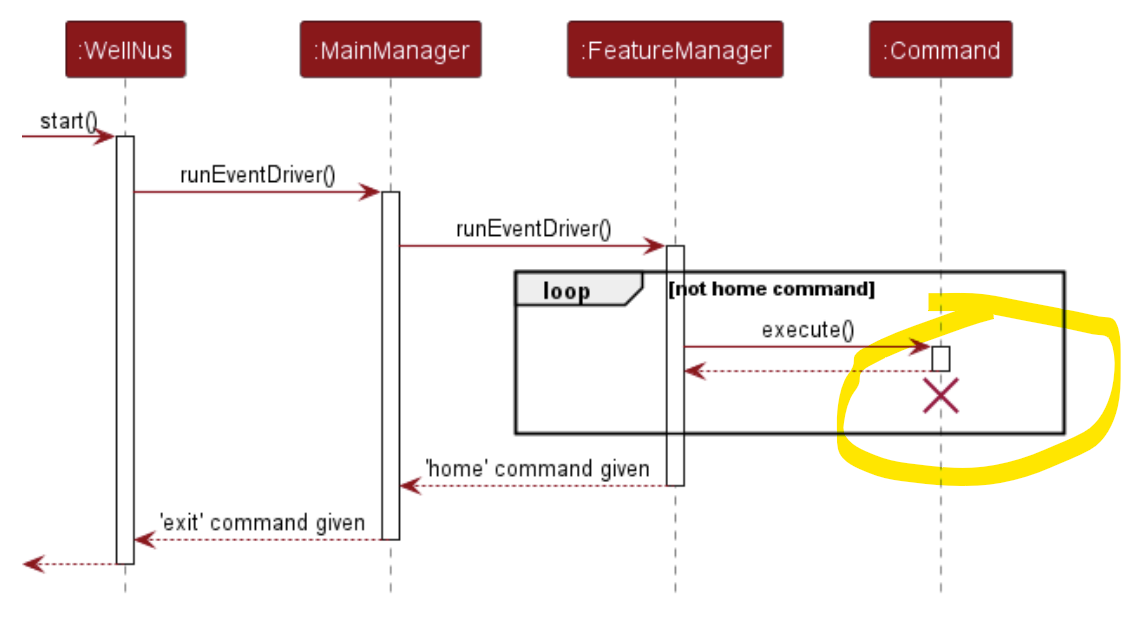 :WellNus
:MainManager
:FeatureManager
:Command
start()
runEventDriver()
runEventDriver()
loop
[not home command]
execute()
'home' command given
'exit' command given